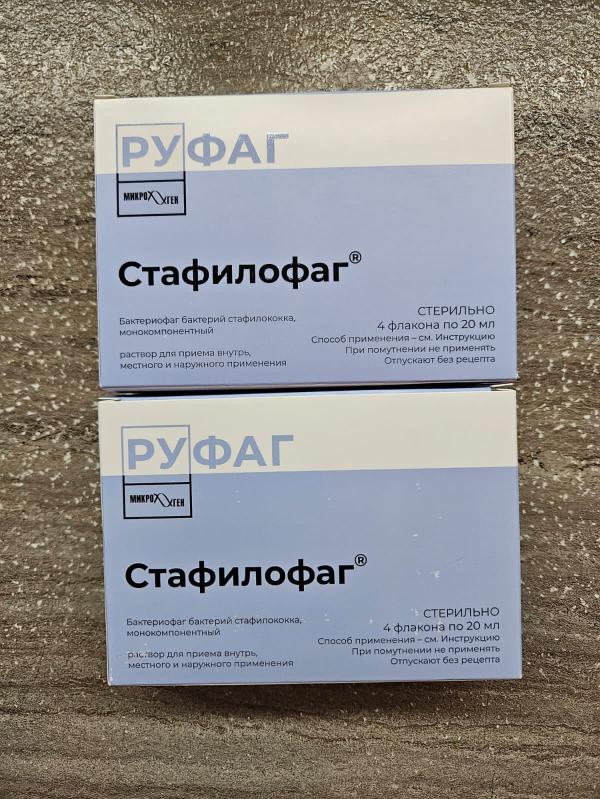 РУФАГ
МИКРОГЕН
Стафилофаг®
Бактериофаг бактерий стафилококка,
монокомпонентный
раствор для приема внутрь,
местного и наружного применения
СТЕРИЛЬНО
4 флакона по 20 мл
Способ применения – см. Инструкцию
При помутнении не применять
Отпускают без рецепта
РУФАГ
МИКРОГЕН
Стафилофаг®
Бактериофаг бактерий стафилококка,
монокомпонентный
раствор для приема внутрь,
местного и наружного применения
СТЕРИЛЬНО
4 флакона по 20 мл
Способ применения – см. Инструкцию
При помутнении не применять
Отпускают без рецепта